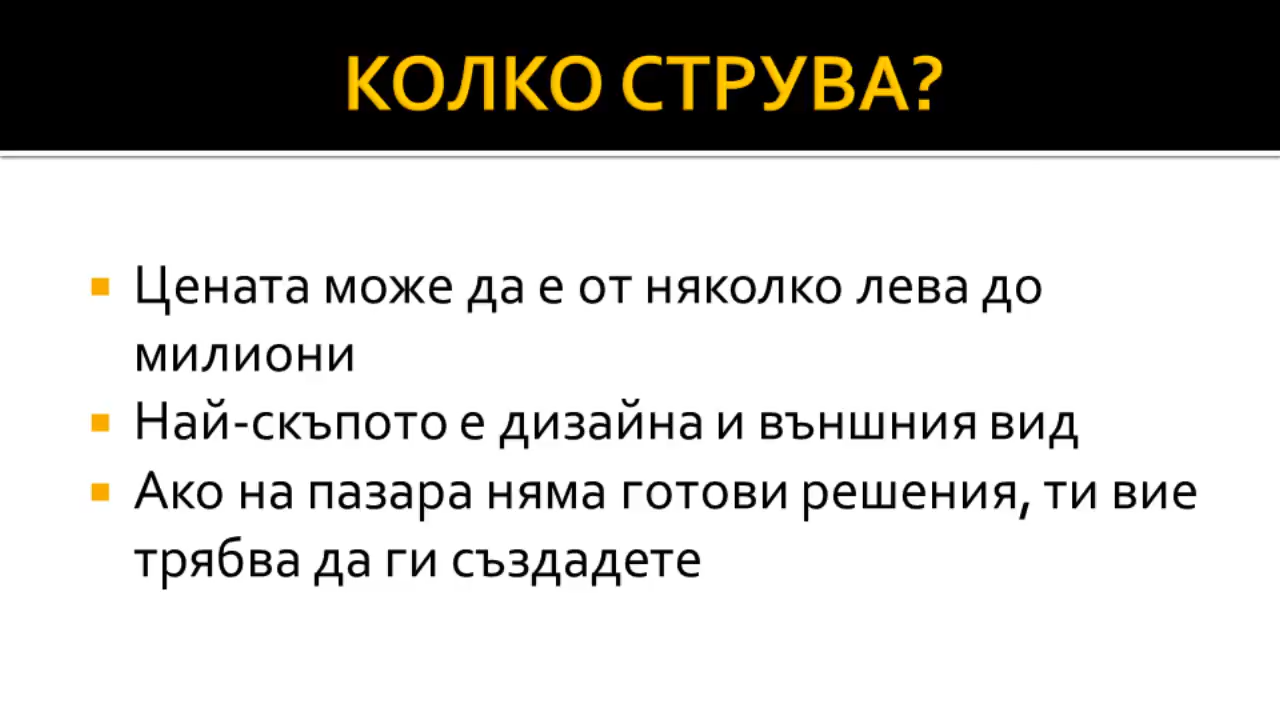 КОЛКО СТРУВА?
Цената може да е от няколко лева до
милиони
Най-скъпото е дизайна и външния вид
Ако на пазара няма готови решения, ти вие
трябва да ги създадете